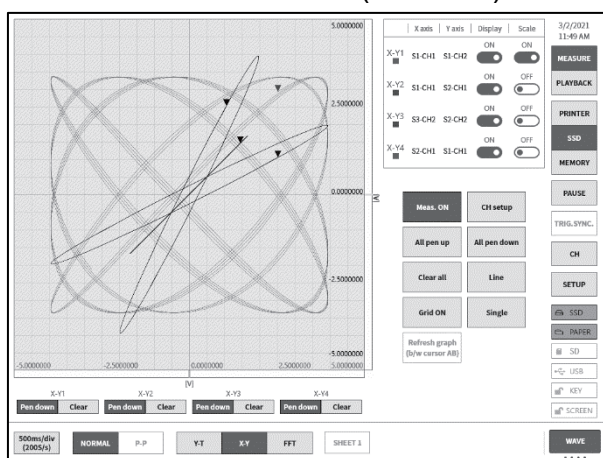 3/2/2021
11:49 AM
5.0000000
2.5000000
0.0000000
-2.5000000
-5.0000000
[A]
-5.0000000 -2.5000000 0.0000000 2.5000000 5.0000000
[V]
X axis Y axis Display Scale
X-Y1 S1-CH1 S1-CH2 ON ON
X-Y2 S1-CH1 S2-CH1 ON OFF
X-Y3 S3-CH2 S2-CH2 ON OFF
X-Y4 S2-CH1 S1-CH1 ON OFF
Meas. ON CH setup
All pen up All pen down
Clear all Line
Grid ON Single
Refresh graph
(b/w cursor AB)
X-Y1 X-Y2 X-Y3 X-Y4
Pen down Clear Pen down Clear Pen down Clear Pen down Clear
500ms/div
(200S/s)
NORMAL P-P Y-T X-Y FFT SHEET 1
MEASURE
PLAYBACK
PRINTER
SSD
MEMORY
PAUSE
TRIG.SYNC.
CH
SETUP
SSD
PAPER
SD
USB
KEY
SCREEN
WAVE